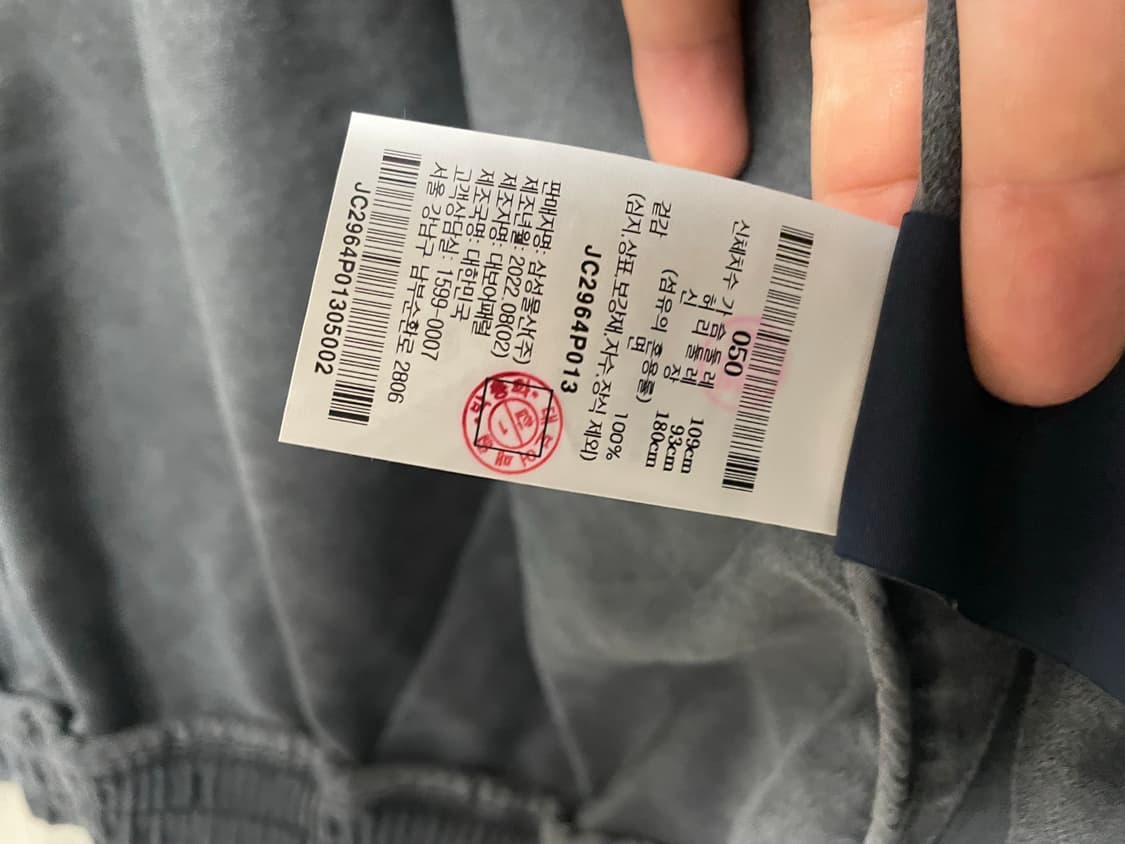 050
신체치수 가 슴 둘 레 109cm
허 리 둘 레 93cm
신 장 180cm
(섬유의 혼용률)
겉감 면 100%
(심지.상표.보강재.자수.장식 제외)
JC2964P013
판매자명: 삼성물산(주)
제조년월: 2022.08(02)
제조자명: 대보어패럴
제조국명: 대한민국
고객상담실: 1599-0007
서울 강남구 남부순환로 2806
JC2964P01305002